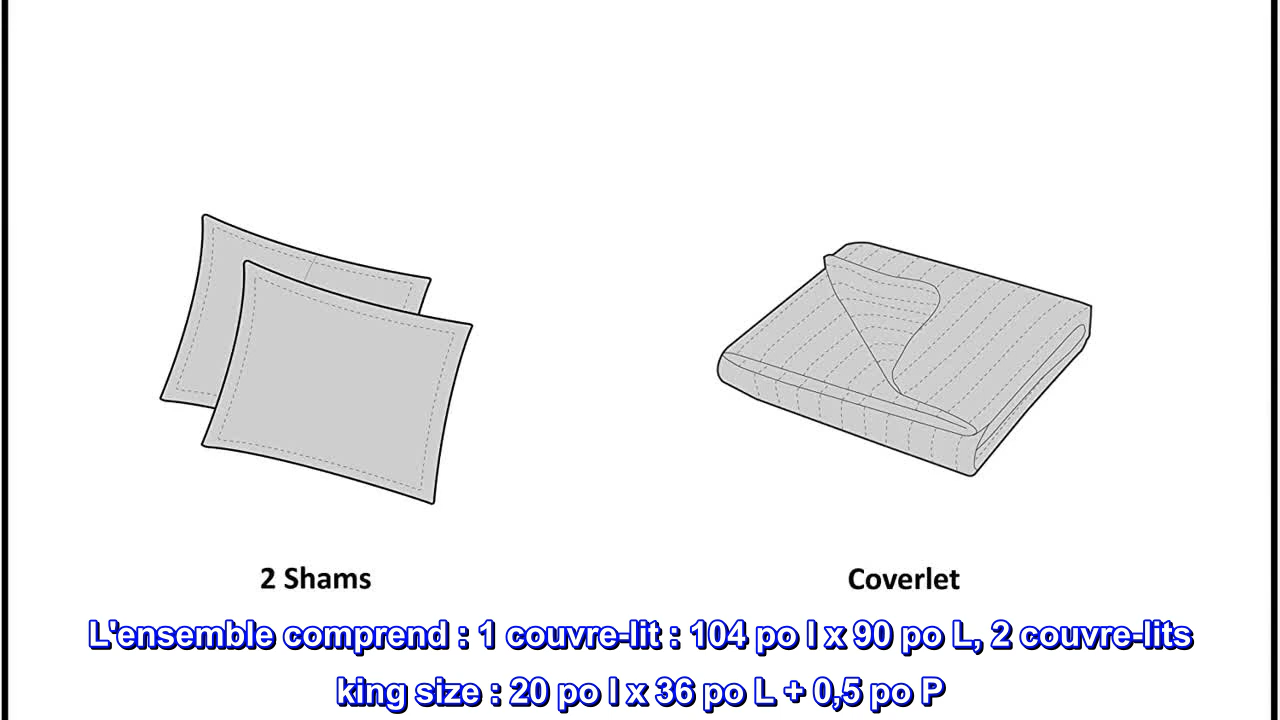 2 Shams
Coverlet
L'ensemble comprend : 1 couvre-lit : 104 po l x 90 po L, 2 couvre-lits
king size : 20 po l x 36 po L + 0,5 po P